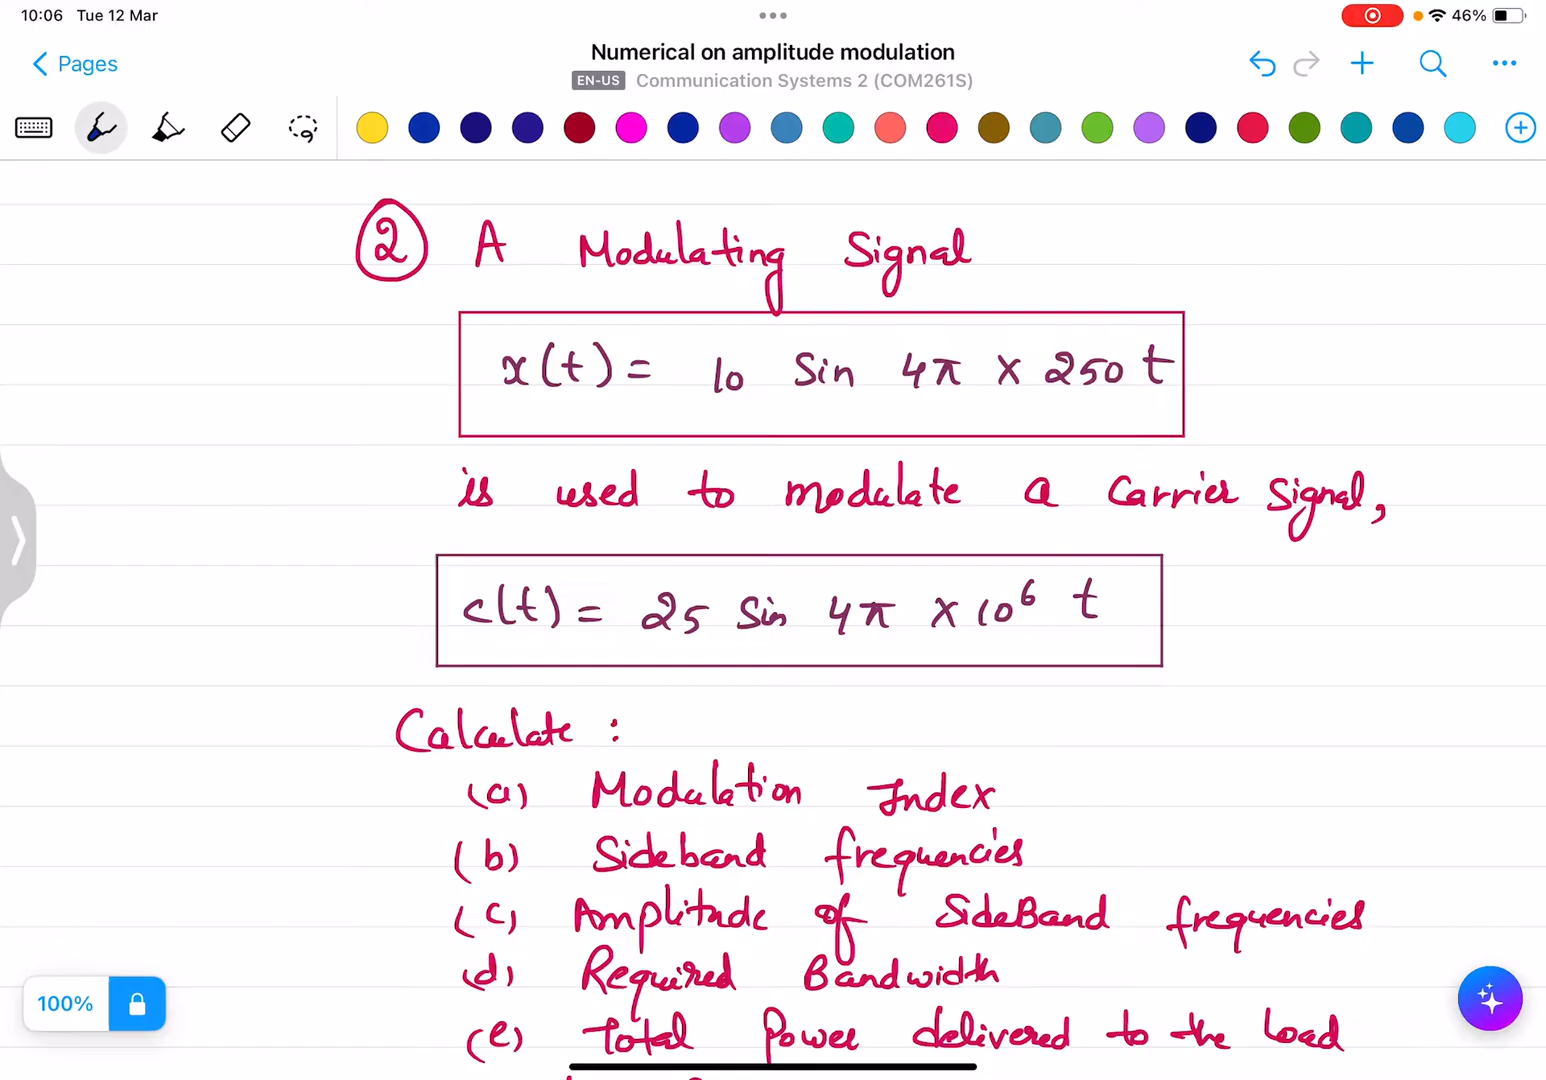 10:06 Tue 12 Mar
46%
Pages
Numerical on amplitude modulation
EN-US Communication Systems 2 (COM261S)
② A Modulating Signal
x(t) = 10 Sin 4π × 250 t
is used to modulate a Carrier Signal,
c(t) = 25 Sin 4π × 10⁶ t
Calculate :
(a) Modulation Index
(b) Sideband frequencies
(c) Amplitude of SideBand frequencies
(d) Required Bandwidth
(e) Total Power delivered to the Load
100%